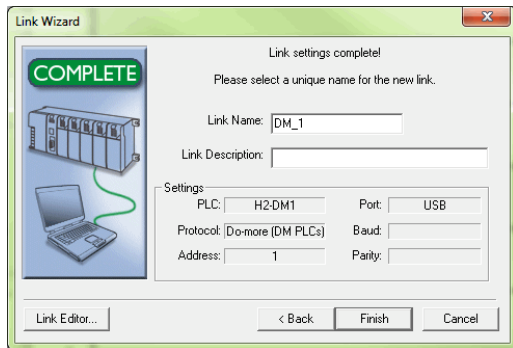 Link Wizard
COMPLETE
Link settings complete!
Please select a unique name for the new link.
Link Name: DM_1
Link Description:
Settings
PLC: H2-DM1 Port: USB
Protocol: Do-more (DM PLCs) Baud:
Address: 1 Parity:
Link Editor... < Back Finish Cancel